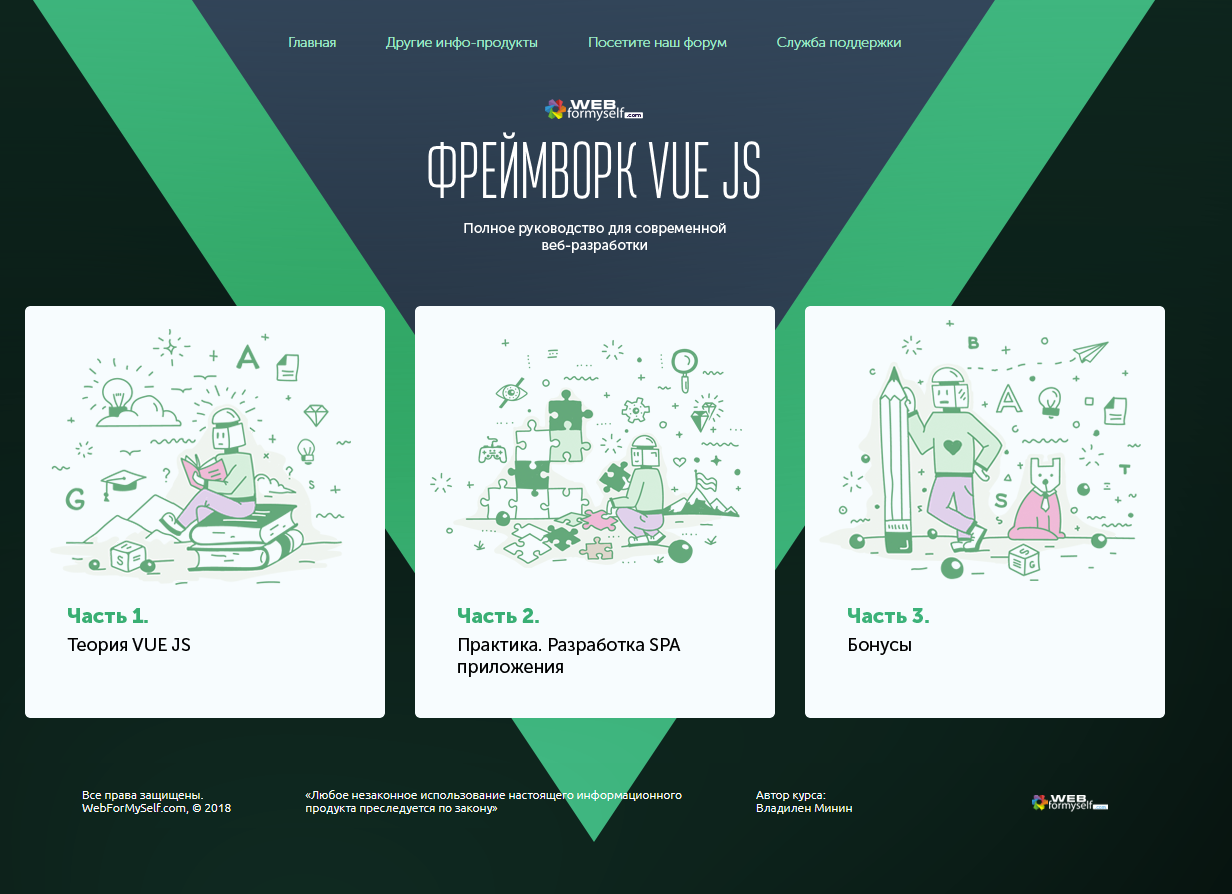 Главная Другие инфо-продукты Посетите наш форум Служба поддержки
WEB
formyself.com
ФРЕЙМВОРК VUE JS
Полное руководство для современной
веб-разработки
A
G
S
B
A
S
T
S
G
Часть 1.
Теория VUE JS
Часть 2.
Практика. Разработка SPA
приложения
Часть 3.
Бонусы
Все права защищены.
WebForMySelf.com, © 2018
«Любое незаконное использование настоящего информационного
продукта преследуется по закону»
Автор курса:
Владилен Минин
WEB
formyself